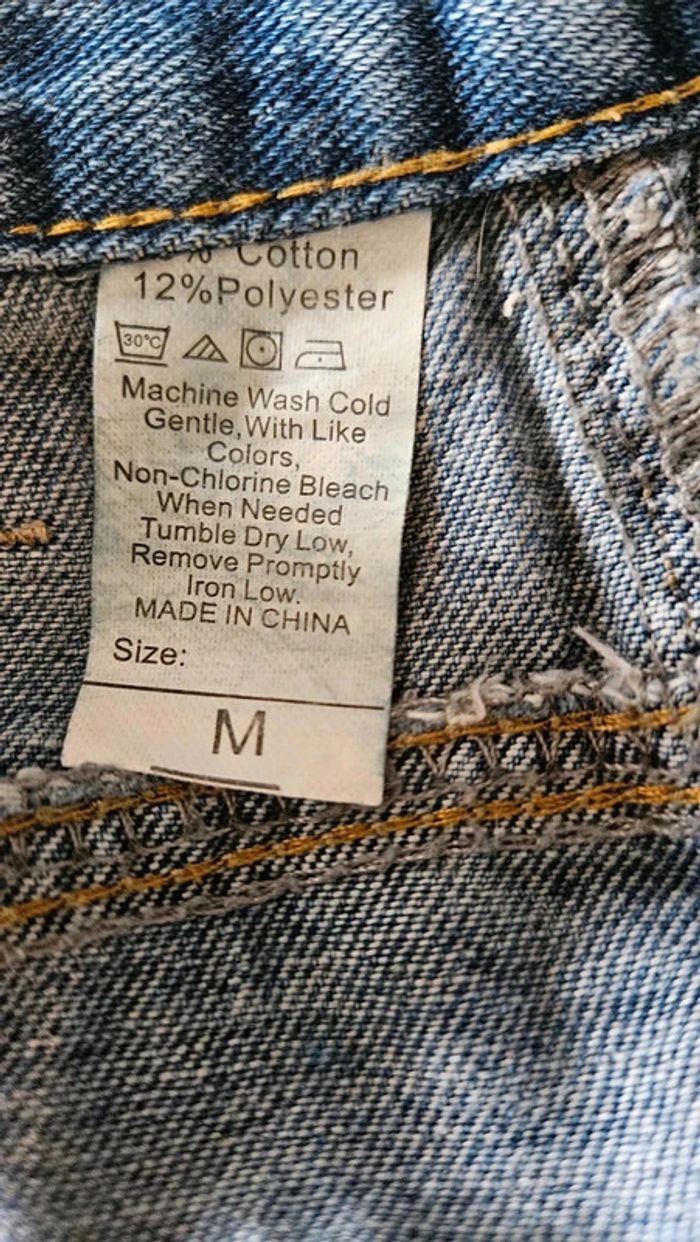 % Cotton
12%Polyester
30°C
Machine Wash Cold
Gentle,With Like
Colors,
Non-Chlorine Bleach
When Needed
Tumble Dry Low,
Remove Promptly
Iron Low.
MADE IN CHINA
Size:
M